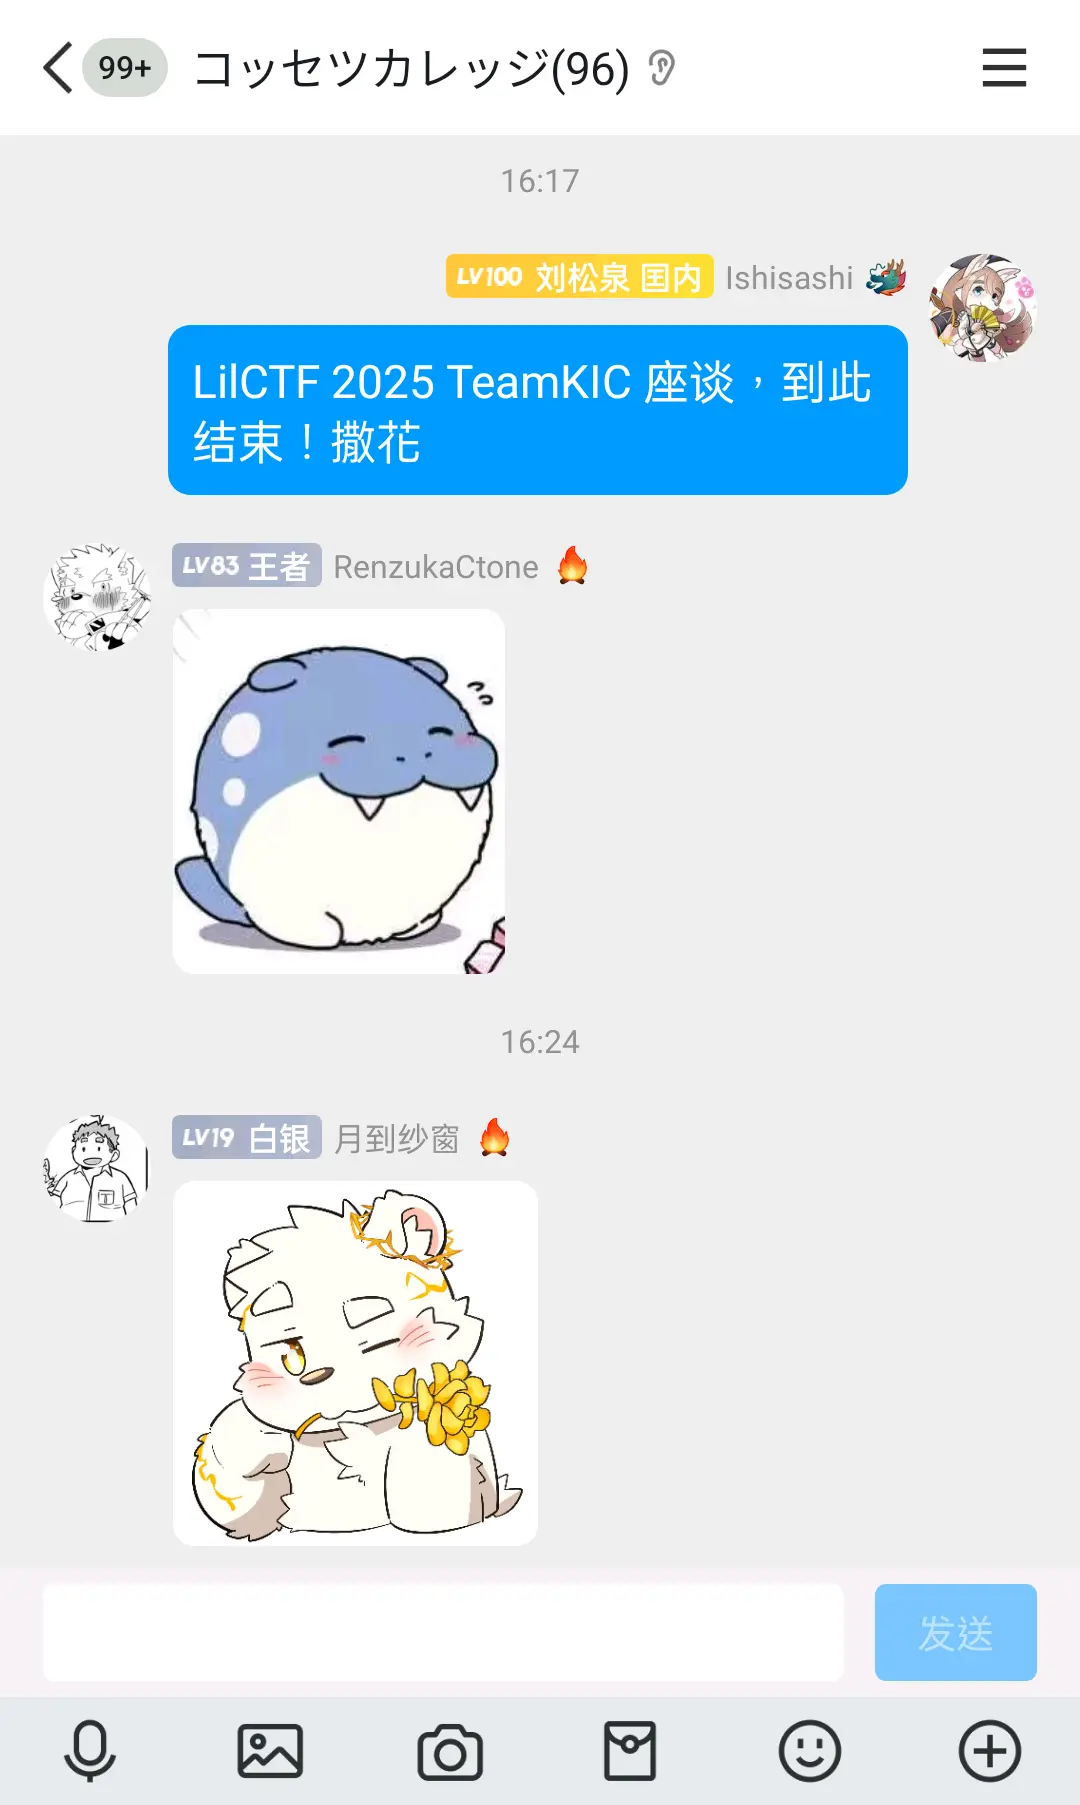 99+ コッセツカレッジ(96)
16:17
LV100 刘松泉 国内 Ishisashi
LilCTF 2025 TeamKIC 座谈，到此
结束！撒花
LV83 王者 RenzukaCtone
16:24
LV19 白银 月到纱窗
发送